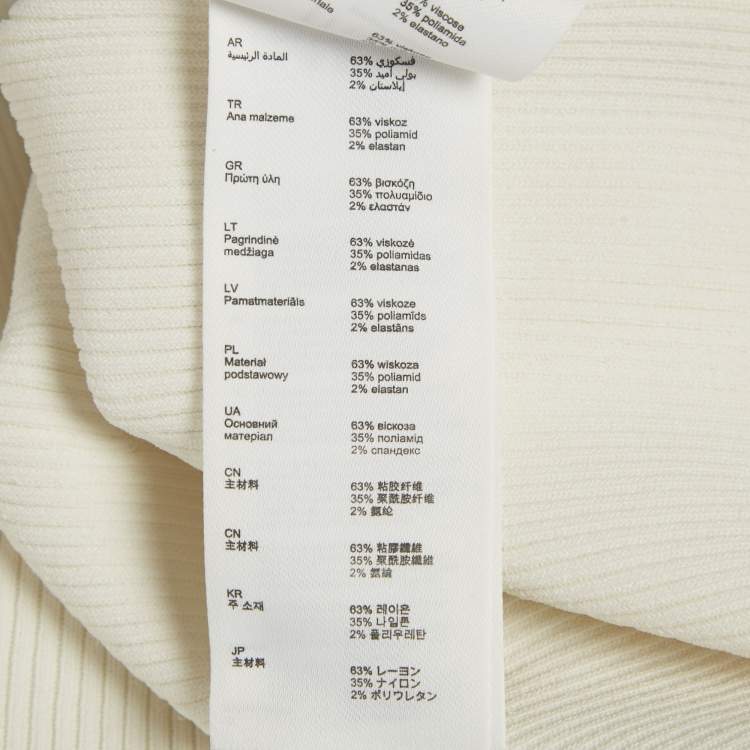 viscose
35% poliamida
2% elastano
AR
المادة الرئيسية
63% فسكوزي
35% بولي أميد
2% إيلاستان
TR
Ana malzeme
63% viskoz
35% poliamid
2% elastan
GR
Πρώτη ύλη
63% βισκόζη
35% πολυαμίδιο
2% ελαστάν
LT
Pagrindinė
medžiaga
63% viskozė
35% poliamidas
2% elastanas
LV
Pamatmateriāls
63% viskoze
35% poliamīds
2% elastāns
PL
Materiał
podstawowy
63% wiskoza
35% poliamid
2% elastan
UA
Основний
матеріал
63% віскоза
35% поліамід
2% спандекс
CN
主材料
63% 粘胶纤维
35% 聚酰胺纤维
2% 氨纶
CN
主材料
63% 粘膠纖維
35% 聚酰胺纖維
2% 氨綸
KR
주 소재
63% 레이온
35% 나일론
2% 폴리우레탄
JP
主材料
63% レーヨン
35% ナイロン
2% ポリウレタン